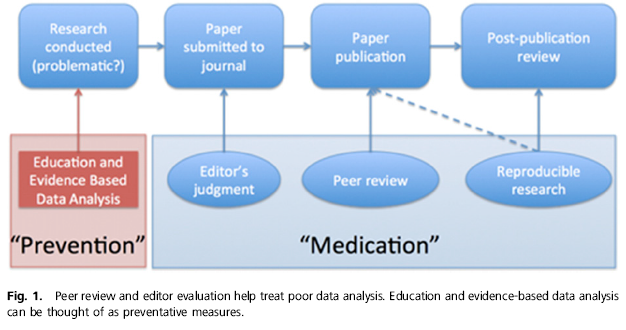 Research
conducted
(problematic?)
Paper
submitted to
journal
Paper
publication
Post-publication
review
Education and
Evidence Based
Data Analysis
Editor's
judgment
Peer review
Reproducible
research
“Prevention”
“Medication”
Fig. 1. Peer review and editor evaluation help treat poor data analysis. Education and evidence-based data analysis
can be thought of as preventative measures.